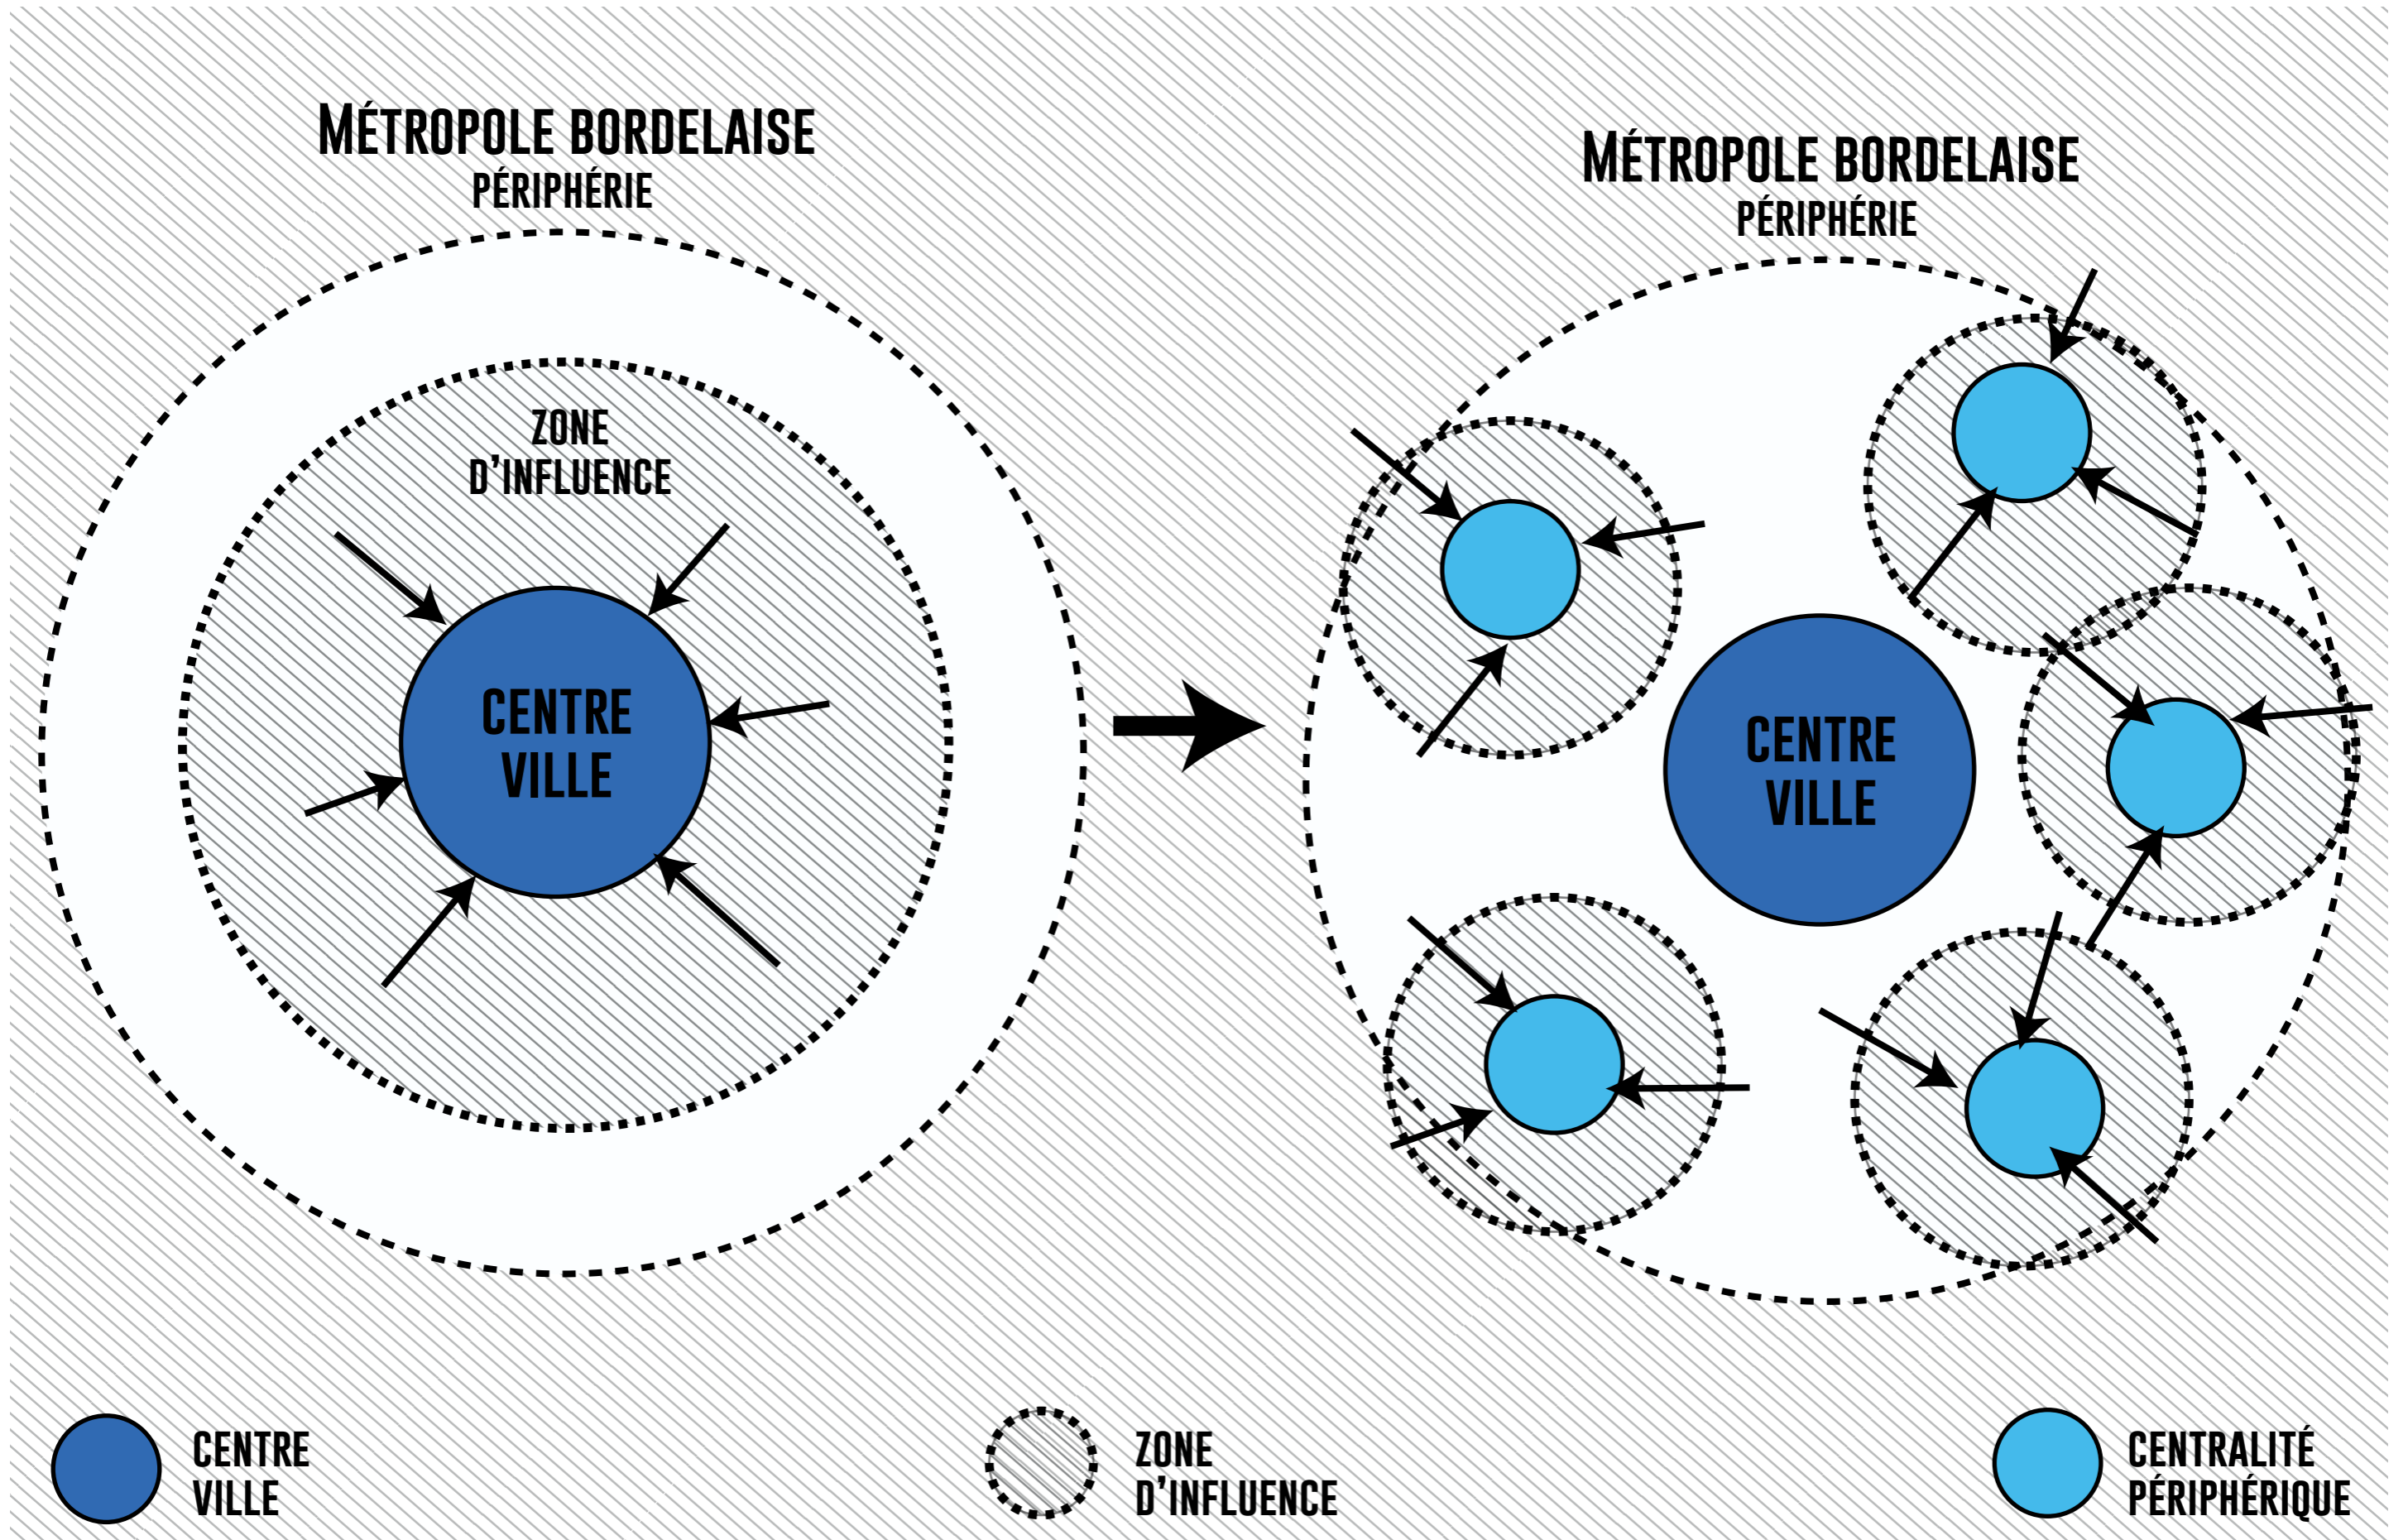 MÉTROPOLE BORDELAISE
PÉRIPHÉRIE
ZONE
D'INFLUENCE
CENTRE
VILLE
MÉTROPOLE BORDELAISE
PÉRIPHÉRIE
CENTRE
VILLE
CENTRE
VILLE
ZONE
D'INFLUENCE
CENTRALITÉ
PÉRIPHÉRIQUE